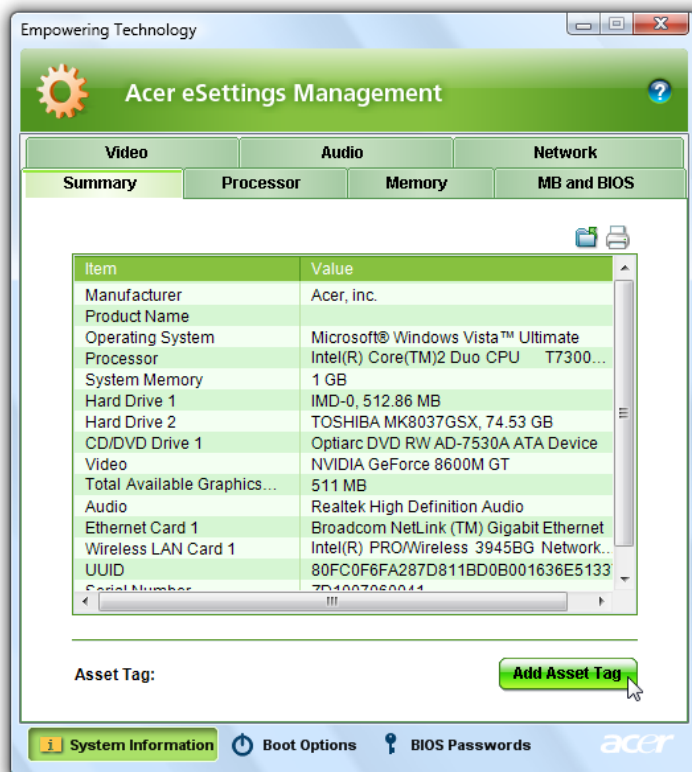 Empowering Technology
Acer eSettings Management
Video Audio Network
Summary Processor Memory MB and BIOS
Item Value
Manufacturer Acer, inc.
Product Name
Operating System Microsoft® Windows Vista™ Ultimate
Processor Intel(R) Core(TM)2 Duo CPU T7300...
System Memory 1 GB
Hard Drive 1 IMD-0, 512.86 MB
Hard Drive 2 TOSHIBA MK8037GSX, 74.53 GB
CD/DVD Drive 1 Optiarc DVD RW AD-7530A ATA Device
Video NVIDIA GeForce 8600M GT
Total Available Graphics... 511 MB
Audio Realtek High Definition Audio
Ethernet Card 1 Broadcom NetLink (TM) Gigabit Ethernet
Wireless LAN Card 1 Intel(R) PRO/Wireless 3945BG Network..
UUID 80FC0F6FA287D811BD0B001636E5133
Serial Number
Asset Tag: Add Asset Tag
System Information Boot Options BIOS Passwords acer